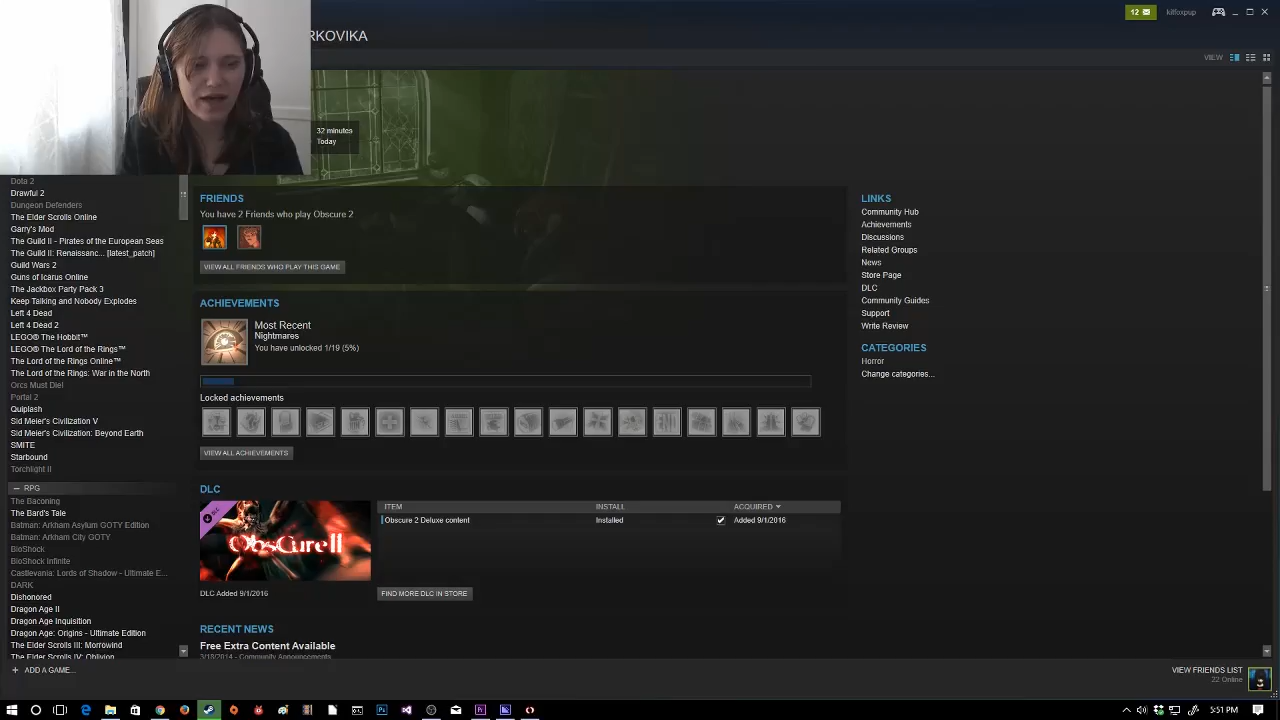 12
kitfoxpup
RKOVIKA
VIEW
32 minutes
Today
Dota 2
Drawful 2
Dungeon Defenders
The Elder Scrolls Online
Garry's Mod
The Guild II - Pirates of the European Seas
The Guild II: Renaissanc... [latest_patch]
Guild Wars 2
Guns of Icarus Online
The Jackbox Party Pack 3
Keep Talking and Nobody Explodes
Left 4 Dead
Left 4 Dead 2
LEGO® The Hobbit™
LEGO® The Lord of the Rings™
The Lord of the Rings Online™
The Lord of the Rings: War in the North
Orcs Must Die!
Portal 2
Quiplash
Sid Meier's Civilization V
Sid Meier's Civilization: Beyond Earth
SMITE
Starbound
Torchlight II
RPG
The Baconing
The Bard's Tale
Batman: Arkham Asylum GOTY Edition
Batman: Arkham City GOTY
BioShock
BioShock Infinite
Castlevania: Lords of Shadow - Ultimate E...
DARK
Dishonored
Dragon Age II
Dragon Age Inquisition
Dragon Age: Origins - Ultimate Edition
The Elder Scrolls III: Morrowind
The Elder Scrolls IV: Oblivion
+ ADD A GAME...
FRIENDS
You have 2 Friends who play Obscure 2
VIEW ALL FRIENDS WHO PLAY THIS GAME
ACHIEVEMENTS
Most Recent
Nightmares
You have unlocked 1/19 (5%)
Locked achievements
VIEW ALL ACHIEVEMENTS
DLC
DLC
ObsCure II
DLC Added 9/1/2016
ITEM INSTALL ACQUIRED
Obscure 2 Deluxe content Installed Added 9/1/2016
FIND MORE DLC IN STORE
RECENT NEWS
Free Extra Content Available
3/18/2014 - Community Announcements
LINKS
Community Hub
Achievements
Discussions
Related Groups
News
Store Page
DLC
Community Guides
Support
Write Review
CATEGORIES
Horror
Change categories...
VIEW FRIENDS LIST
22 Online
5:51 PM